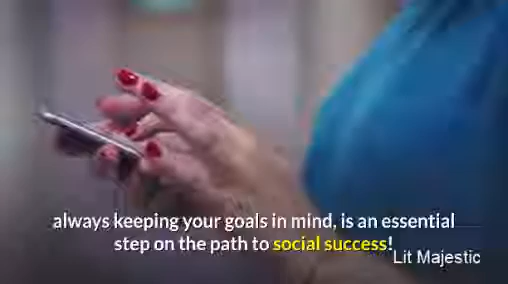 always keeping your goals in mind, is an essential
step on the path to social success!
Lit Majestic